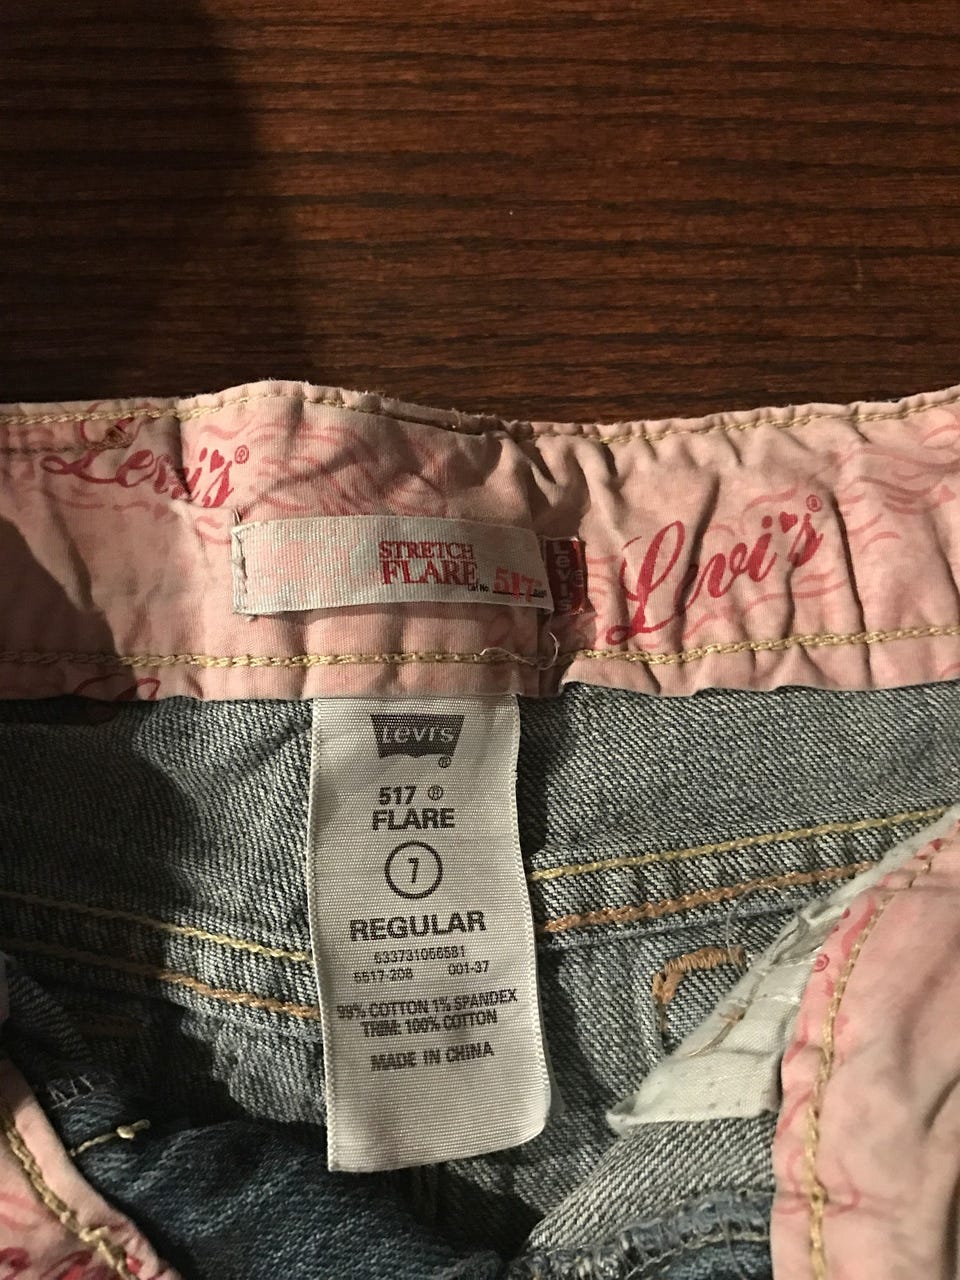 Levi's®
STRETCH
FLARE
517
LEVI'S
Levi's®
Levi's
®
517 ®
FLARE
7
REGULAR
5517-208 001-37
99% COTTON 1% SPANDEX
TRIM: 100% COTTON
MADE IN CHINA